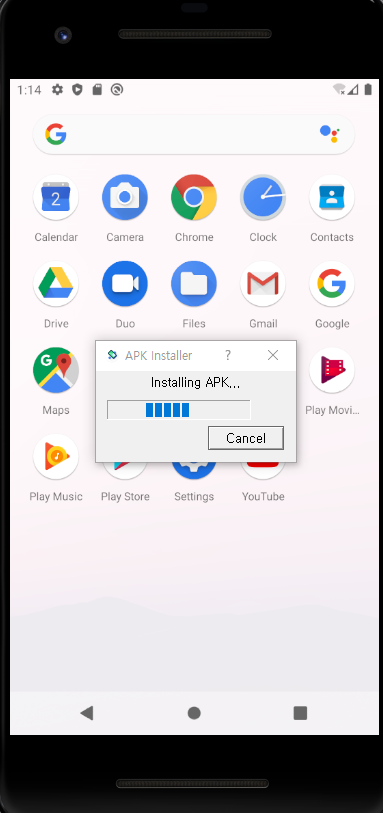 1:14
Calendar
Camera
Chrome
Clock
Contacts
Drive
Duo
Files
Gmail
Google
APK Installer
?
Installing APK...
Cancel
Maps
Play Movi...
Play Music
Play Store
Settings
YouTube